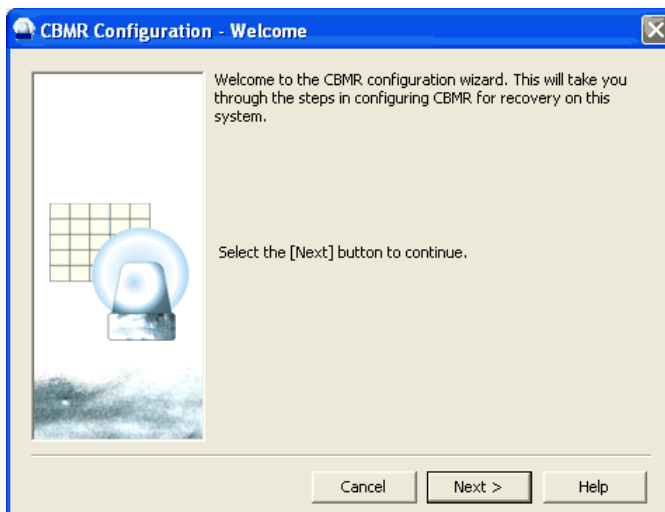 CBMR Configuration - Welcome
Welcome to the CBMR configuration wizard. This will take you
through the steps in configuring CBMR for recovery on this
system.
Select the [Next] button to continue.
Cancel
Next >
Help